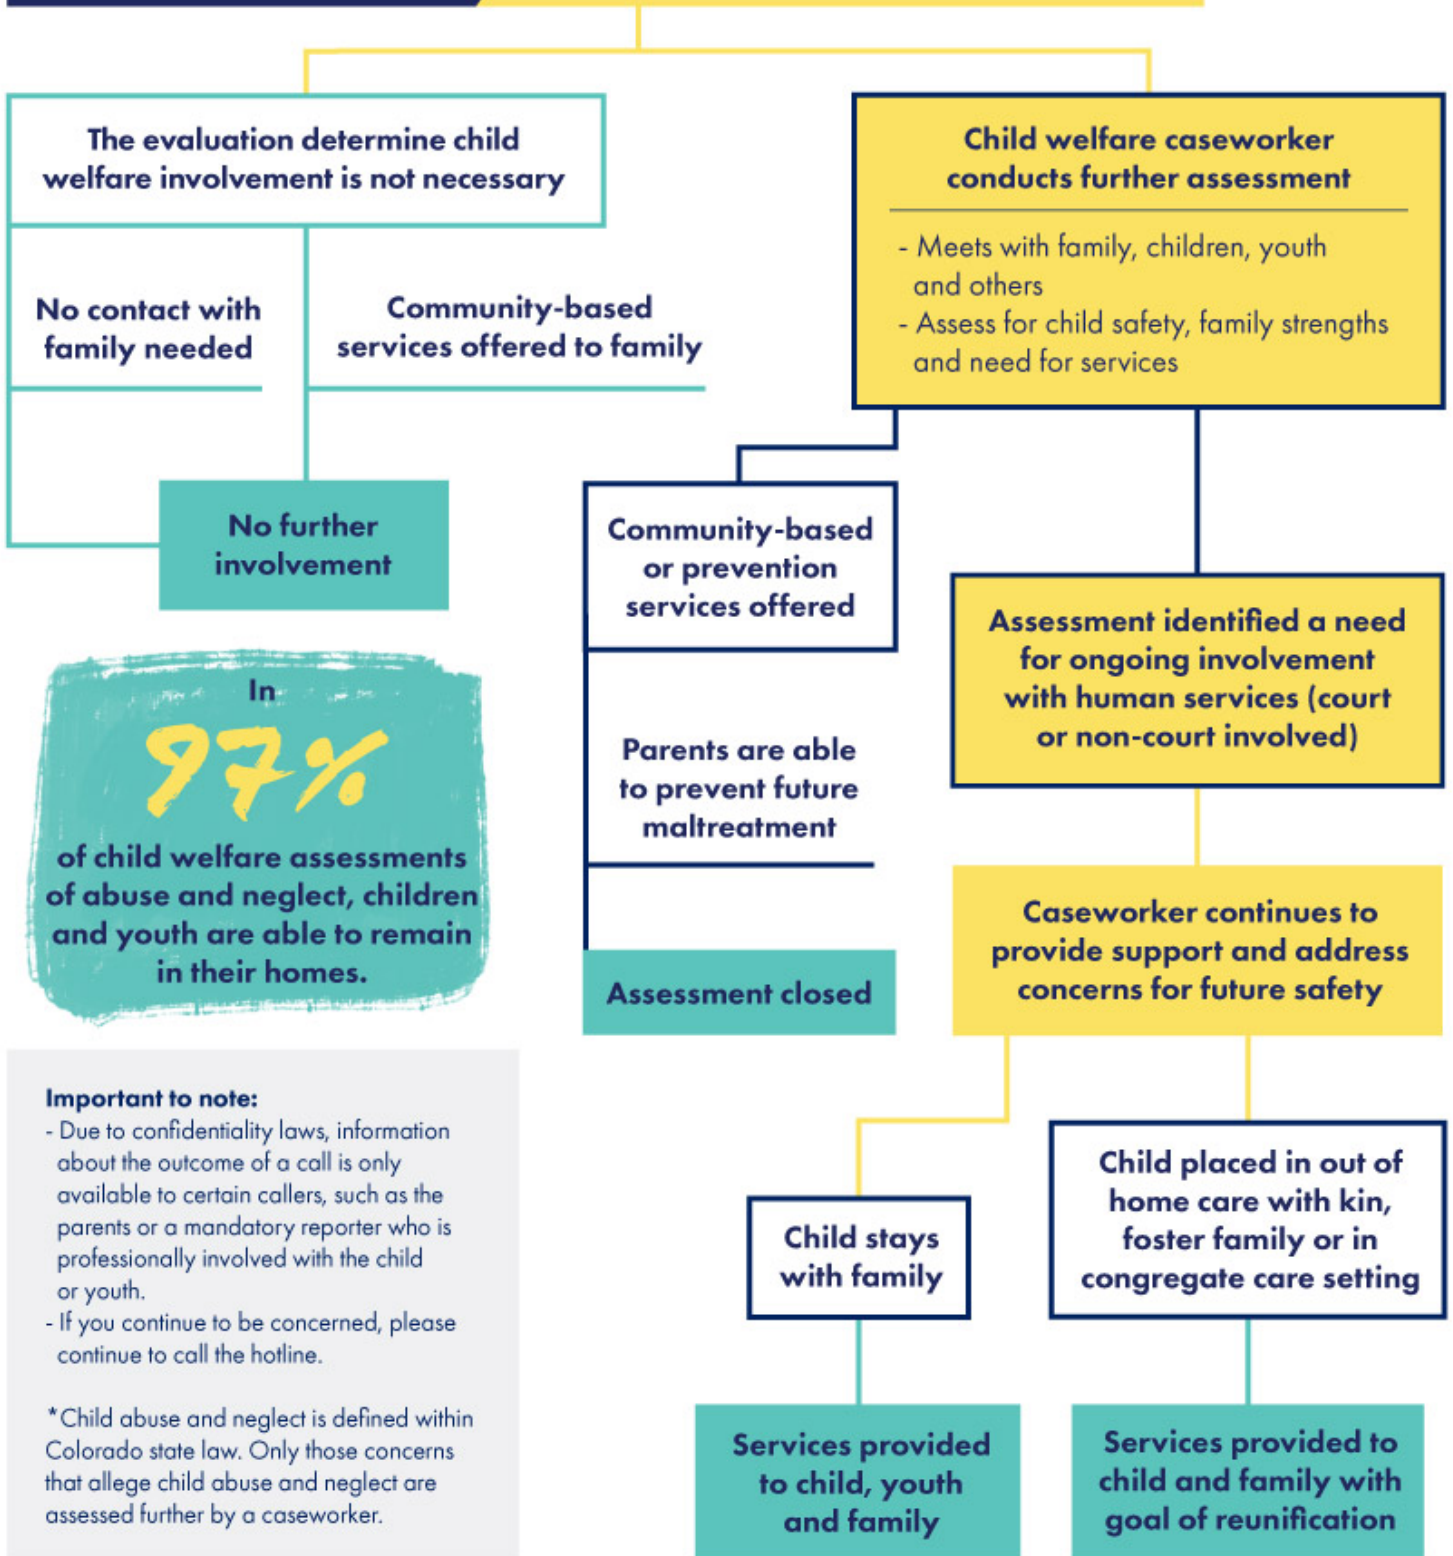 The evaluation determine child
welfare involvement is not necessary
No contact with
family needed
Community-based
services offered to family
No further
involvement
Child welfare caseworker
conducts further assessment
- Meets with family, children, youth
and others
- Assess for child safety, family strengths
and need for services
Community-based
or prevention
services offered
Parents are able
to prevent future
maltreatment
Assessment closed
Assessment identified a need
for ongoing involvement
with human services (court
or non-court involved)
Caseworker continues to
provide support and address
concerns for future safety
Child stays
with family
Services provided
to child, youth
and family
Child placed in out of
home care with kin,
foster family or in
congregate care setting
Services provided to
child and family with
goal of reunification
In
97%
of child welfare assessments
of abuse and neglect, children
and youth are able to remain
in their homes.
Important to note:
- Due to confidentiality laws, information
about the outcome of a call is only
available to certain callers, such as the
parents or a mandatory reporter who is
professionally involved with the child
or youth.
- If you continue to be concerned, please
continue to call the hotline.
*Child abuse and neglect is defined within
Colorado state law. Only those concerns
that allege child abuse and neglect are
assessed further by a caseworker.